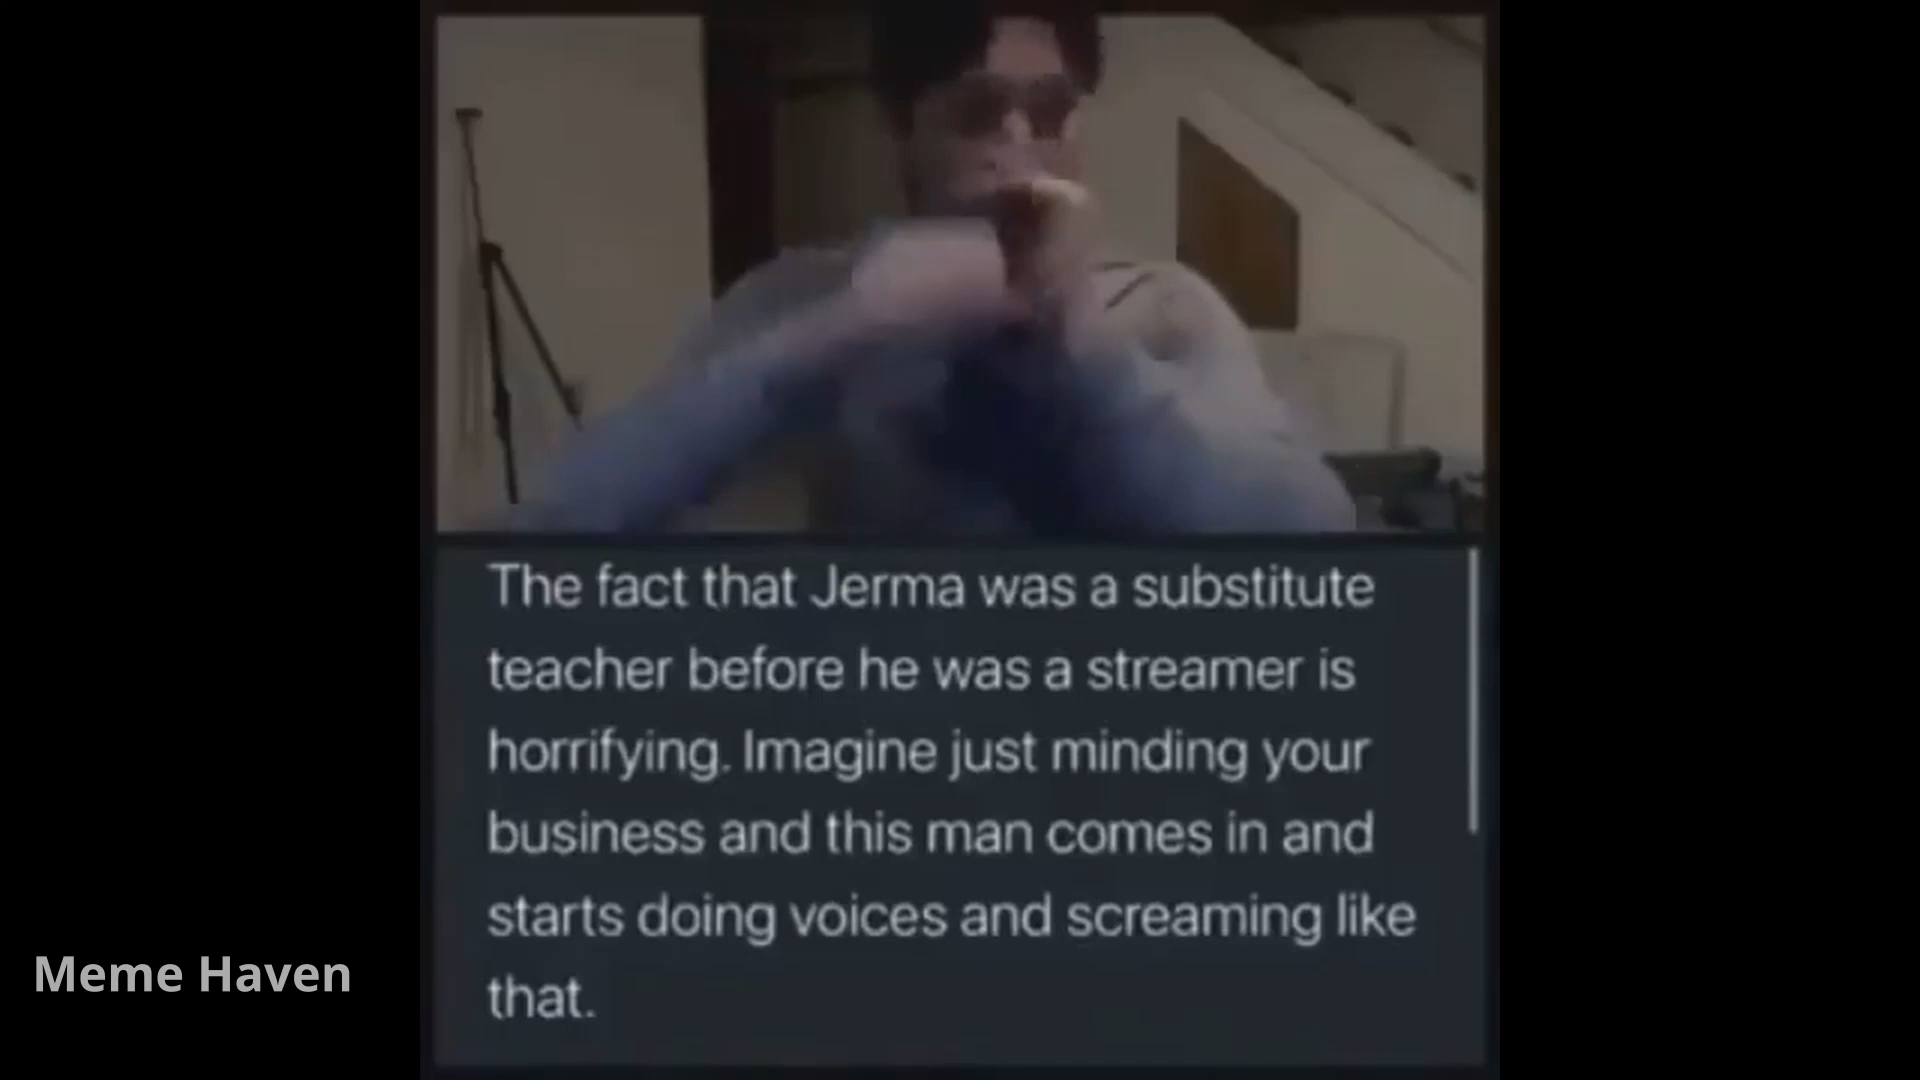 The fact that Jerma was a substitute
teacher before he was a streamer is
horrifying. Imagine just minding your
business and this man comes in and
starts doing voices and screaming like
that.
Meme Haven